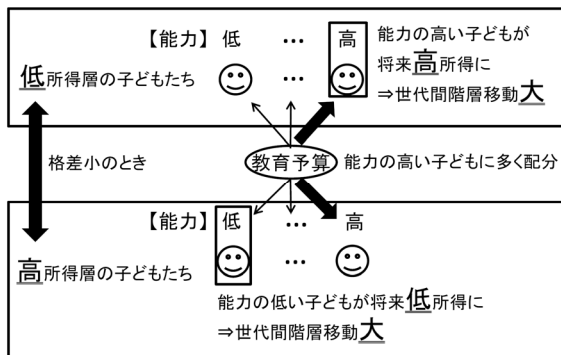 【能力】 低 … 高
低所得層の子どもたち
…
能力の高い子どもが
将来高所得に
⇒世代間階層移動大
格差小のとき
教育予算
能力の高い子どもに多く配分
【能力】 低 … 高
高所得層の子どもたち
…
能力の低い子どもが将来低所得に
⇒世代間階層移動大